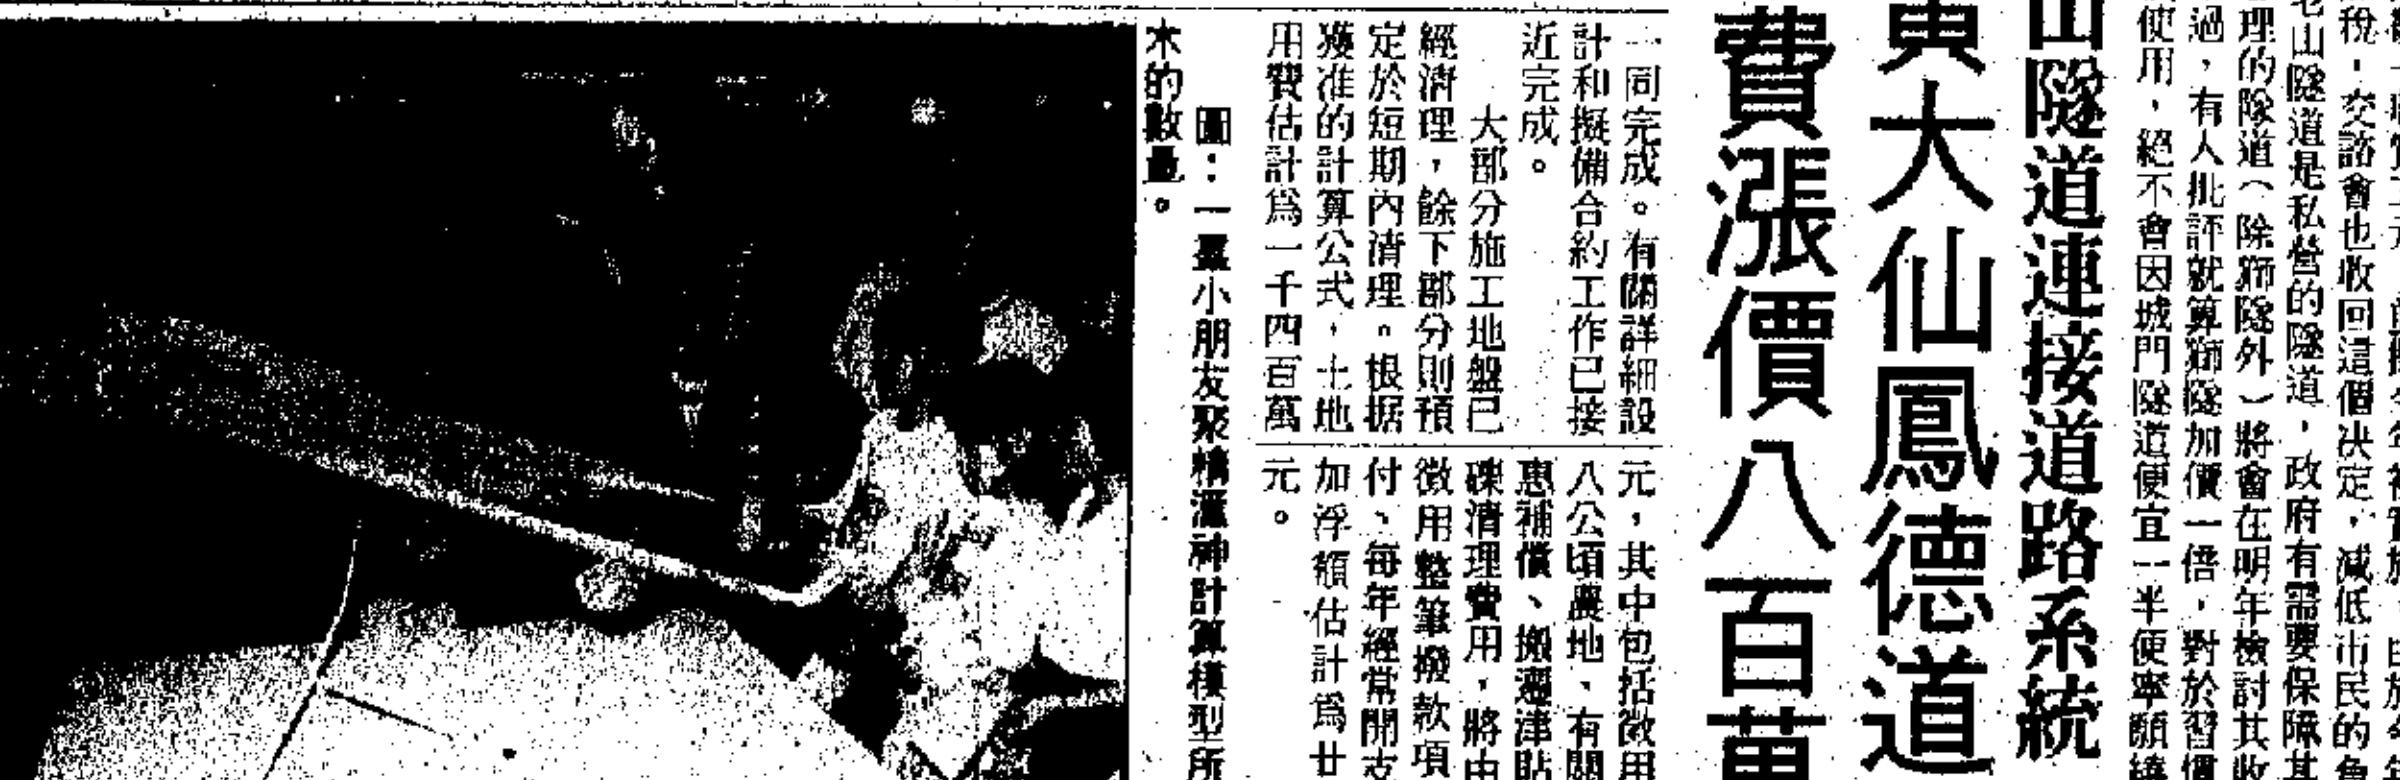 稅，交諮會也收回這個決定，減低市民的負
老山隧道是私營的隧道，政府有需要保障其
理的隧道（除獅隧外）將會在明年檢討其收
過，有人批評就算獅隧加價一倍，對於習慣
使用，絕不會因城門隧道便宜一半便寧願繞
山隧道連接道路系統
黃大仙鳳德道
費漲價八百萬
一同完成。有關詳細設
計和擬備合約工作已接
近完成。
大部分施工地盤已
經清理，餘下部分則預
定於短期內清理。根据
獲准的計算公式，土地
用費估計爲一千四百萬
元，其中包括徵用
八公頃農地、有關
惠補償、搬遷津貼
礫清理費用，將由
徵用整筆撥款項
付、每年經常開支
加浮額估計爲廿
元。
圖：一羣小朋友聚精滙神計算模型所
木的數量。